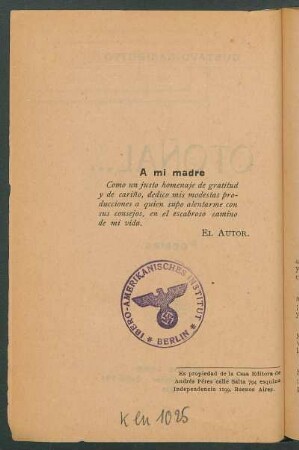 A mi madre
Como un justo homenaje de gratitud
y de cariño, dedico mis modestas pro-
ducciones a quien supo alentarme con
sus consejos, en el escabroso camino
de mi vida.
EL AUTOR.
IBERO-AMERIKANISCHES INSTITUT
* BERLIN *
Es propiedad de la Casa Editora de
Andrés Pérez calle Salta 794 esquina
Independencia 1099, Buenos Aires.
K en 1025